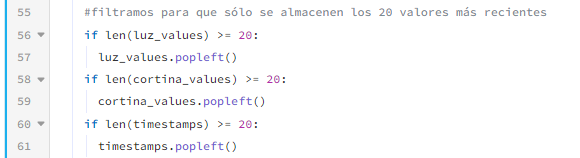 55 #filtramos para que sólo se almacenen los 20 valores más recientes
56 if len(luz_values) >= 20:
57 luz_values.popleft()
58 if len(cortina_values) >= 20:
59 cortina_values.popleft()
60 if len(timestamps) >= 20:
61 timestamps.popleft()